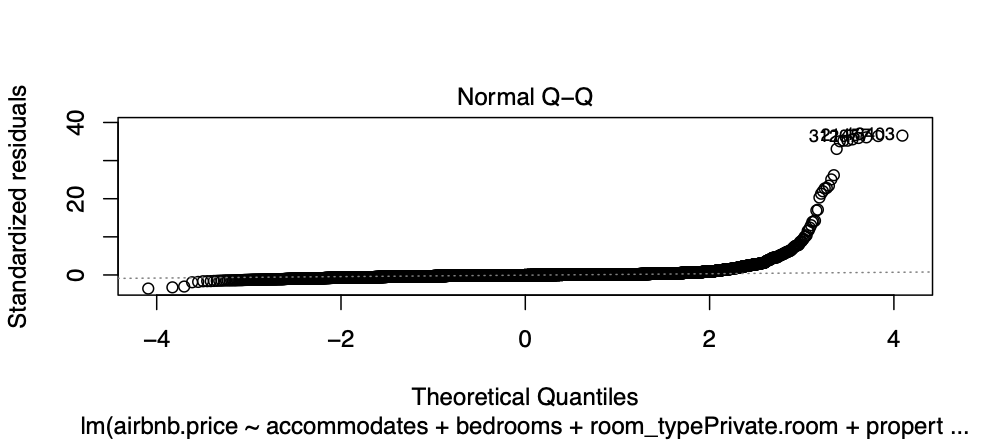 Normal Q−Q
Standardized residuals
40
20
0
−4 −2 0 2 4
Theoretical Quantiles
lm(airbnb.price ~ accommodates + bedrooms + room_typePrivate.room + propert ...